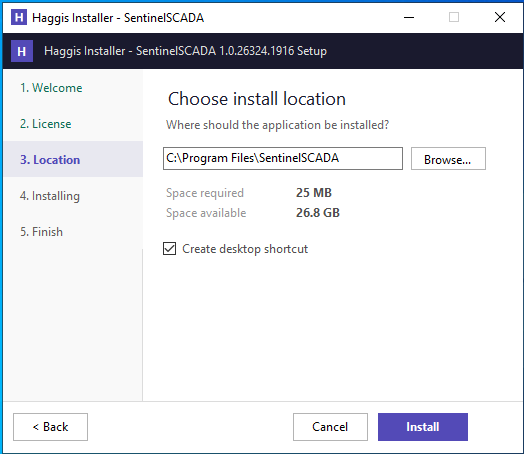 H Haggis Installer - SentinelSCADA
H Haggis Installer - SentinelSCADA 1.0.26324.1916 Setup
1. Welcome
2. License
3. Location
4. Installing
5. Finish
Choose install location
Where should the application be installed?
C:\Program Files\SentinelSCADA
Browse...
Space required 25 MB
Space available 26.8 GB
Create desktop shortcut
< Back
Cancel
Install